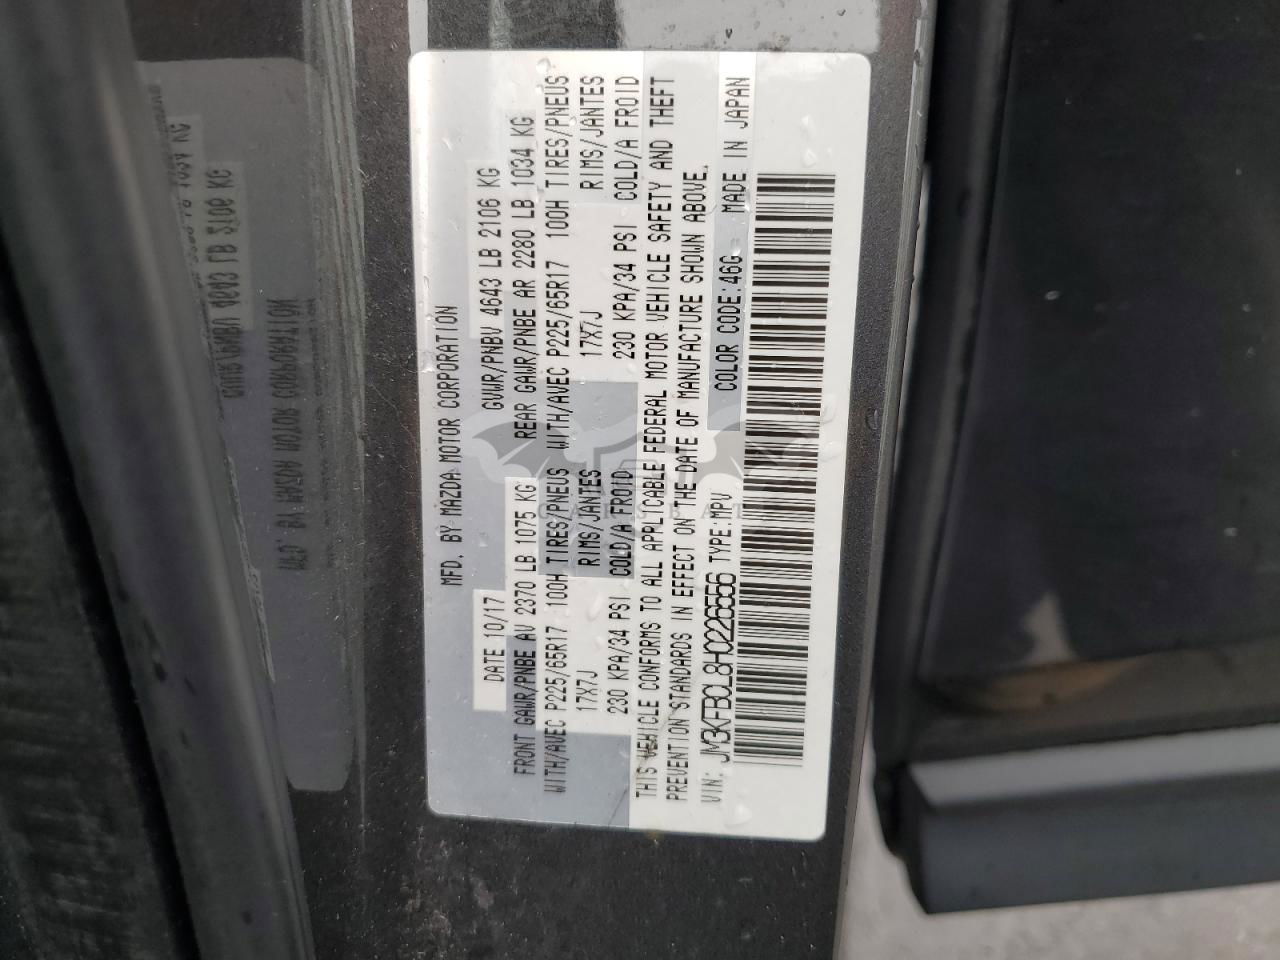 MFD. BY MAZDA MOTOR CORPORATION
DATE 10/17 GVWR/PNBV 4643 LB 2106 KG
FRONT GAWR/PNBE AV 2370 LB 1075 KG REAR GAWR/PNBE AR 2280 LB 1034 KG
WITH/AVEC P225/65R17 100H TIRES/PNEUS WITH/AVEC P225/65R17 100H TIRES/PNEUS
17X7J RIMS/JANTES 17X7J RIMS/JANTES
230 KPA/34 PSI COLD/A FROID 230 KPA/34 PSI COLD/A FROID
THIS VEHICLE CONFORMS TO ALL APPLICABLE FEDERAL MOTOR VEHICLE SAFETY AND THEFT
PREVENTION STANDARDS IN EFFECT ON THE DATE OF MANUFACTURE SHOWN ABOVE.
VIN: JM3KFBCL8H0226556 TYPE:MPV COLOR CODE:46G MADE IN JAPAN